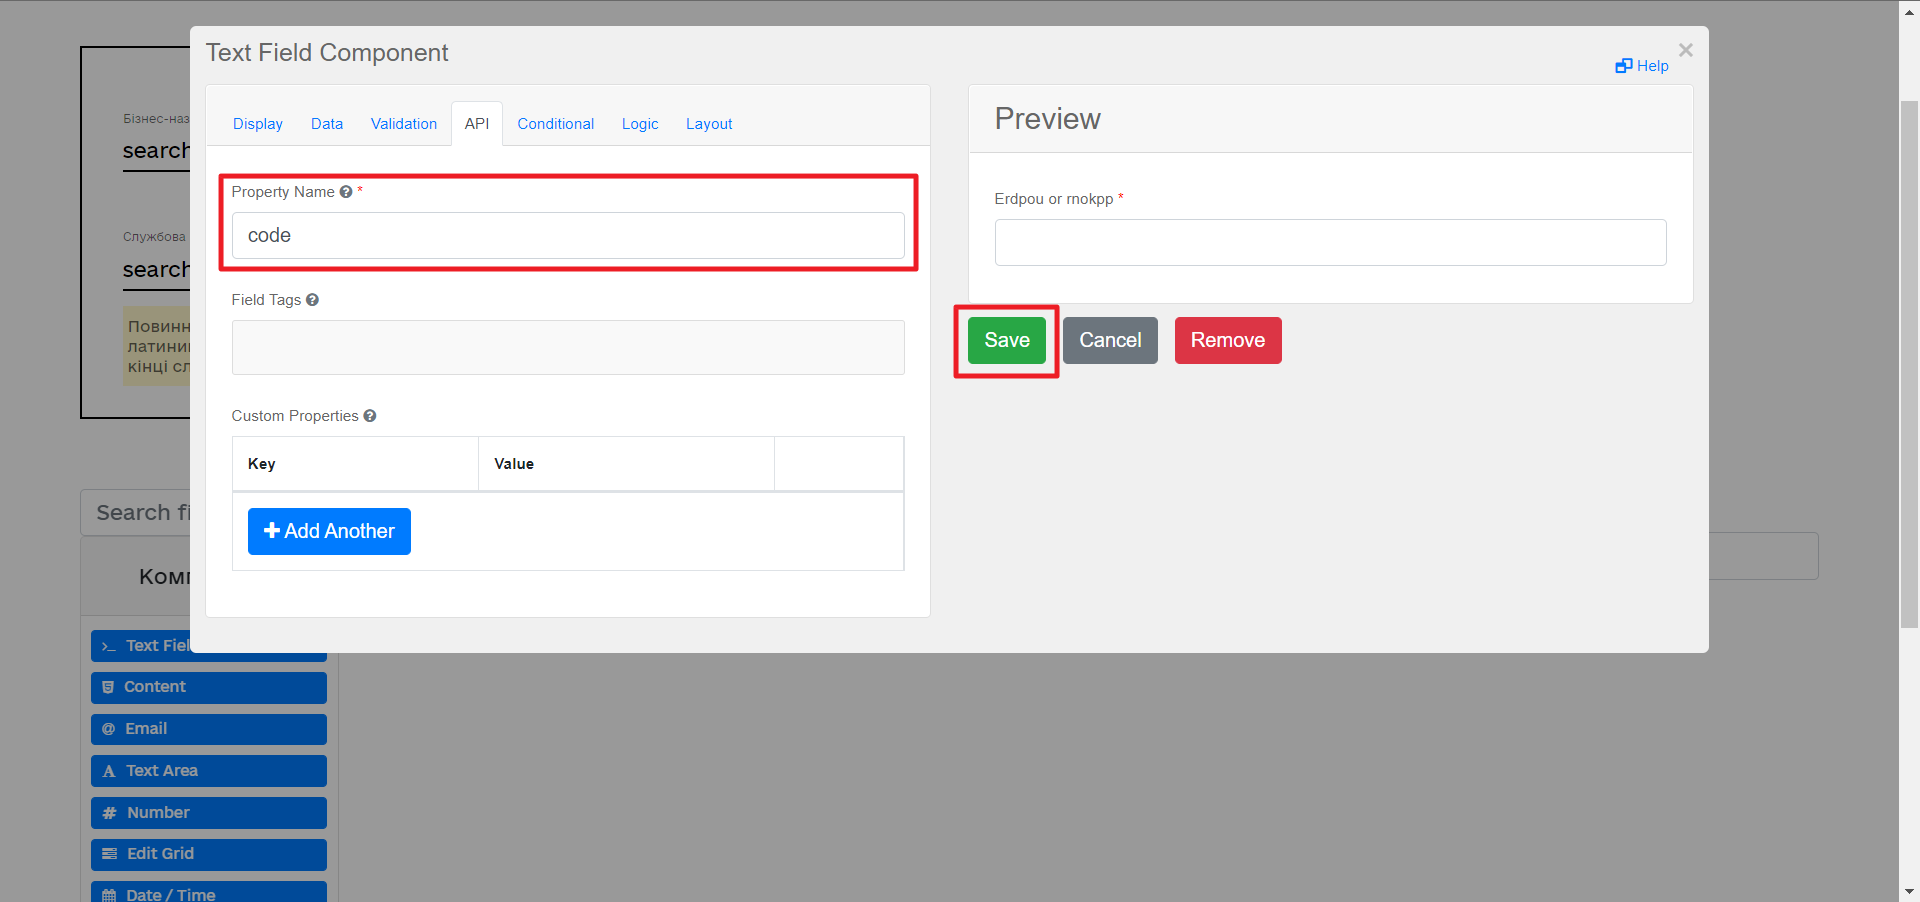 Text Field Component
×
Help
Display Data Validation API Conditional Logic Layout
Property Name *
code
Field Tags
Custom Properties
Key Value
Add Another
Preview
Erdpou or rnokpp *
Save Cancel Remove
Бізнес-наз
search
Службова
search
Повинн
латини
кінці сл
Search fi
Комп
Text Fiel
Content
Email
Text Area
Number
Edit Grid
Date / Time